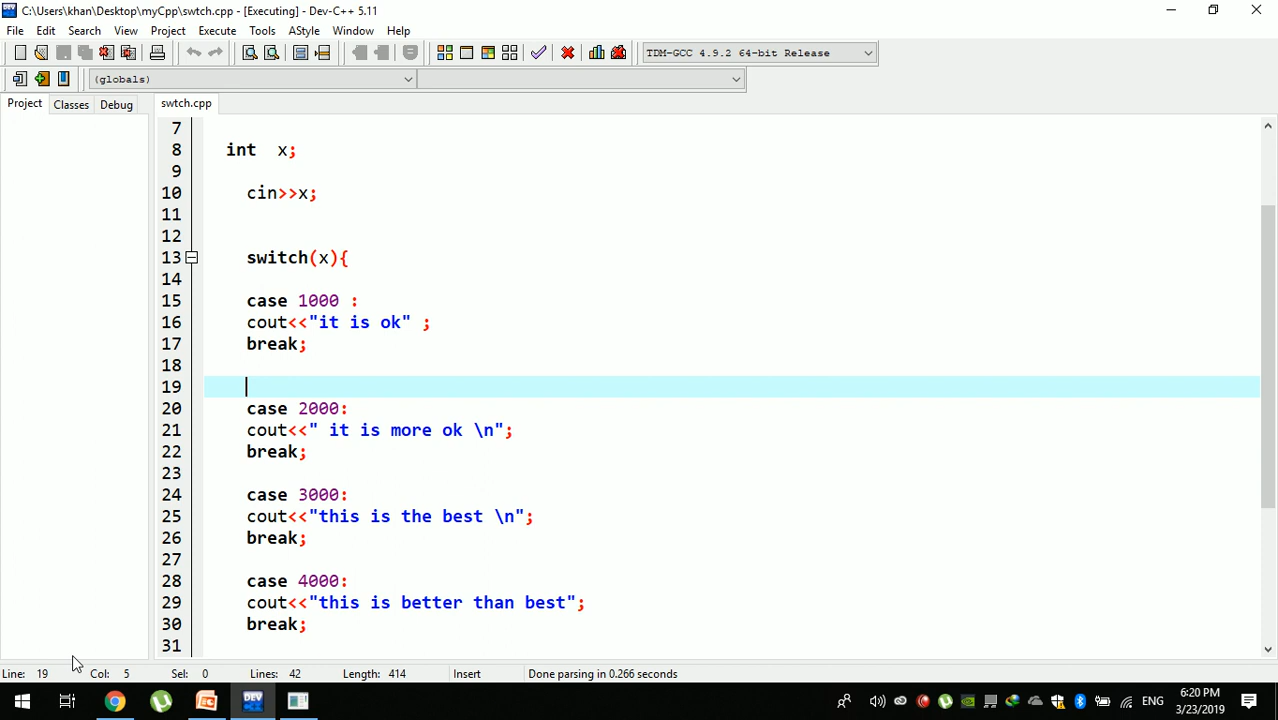 C:\Users\khan\Desktop\myCpp\swtch.cpp - [Executing] - Dev-C++ 5.11
File Edit Search View Project Execute Tools AStyle Window Help
TDM-GCC 4.9.2 64-bit Release
(globals)
Project Classes Debug swtch.cpp
7
8 int x;
9
10 cin>>x;
11
12
13 switch(x){
14
15 case 1000 :
16 cout<<"it is ok" ;
17 break;
18
19
20 case 2000:
21 cout<<" it is more ok \n";
22 break;
23
24 case 3000:
25 cout<<"this is the best \n";
26 break;
27
28 case 4000:
29 cout<<"this is better than best";
30 break;
31
Line: 19 Col: 5 Sel: 0 Lines: 42 Length: 414 Insert Done parsing in 0.266 seconds
DEV ENG 6:20 PM
3/23/2019